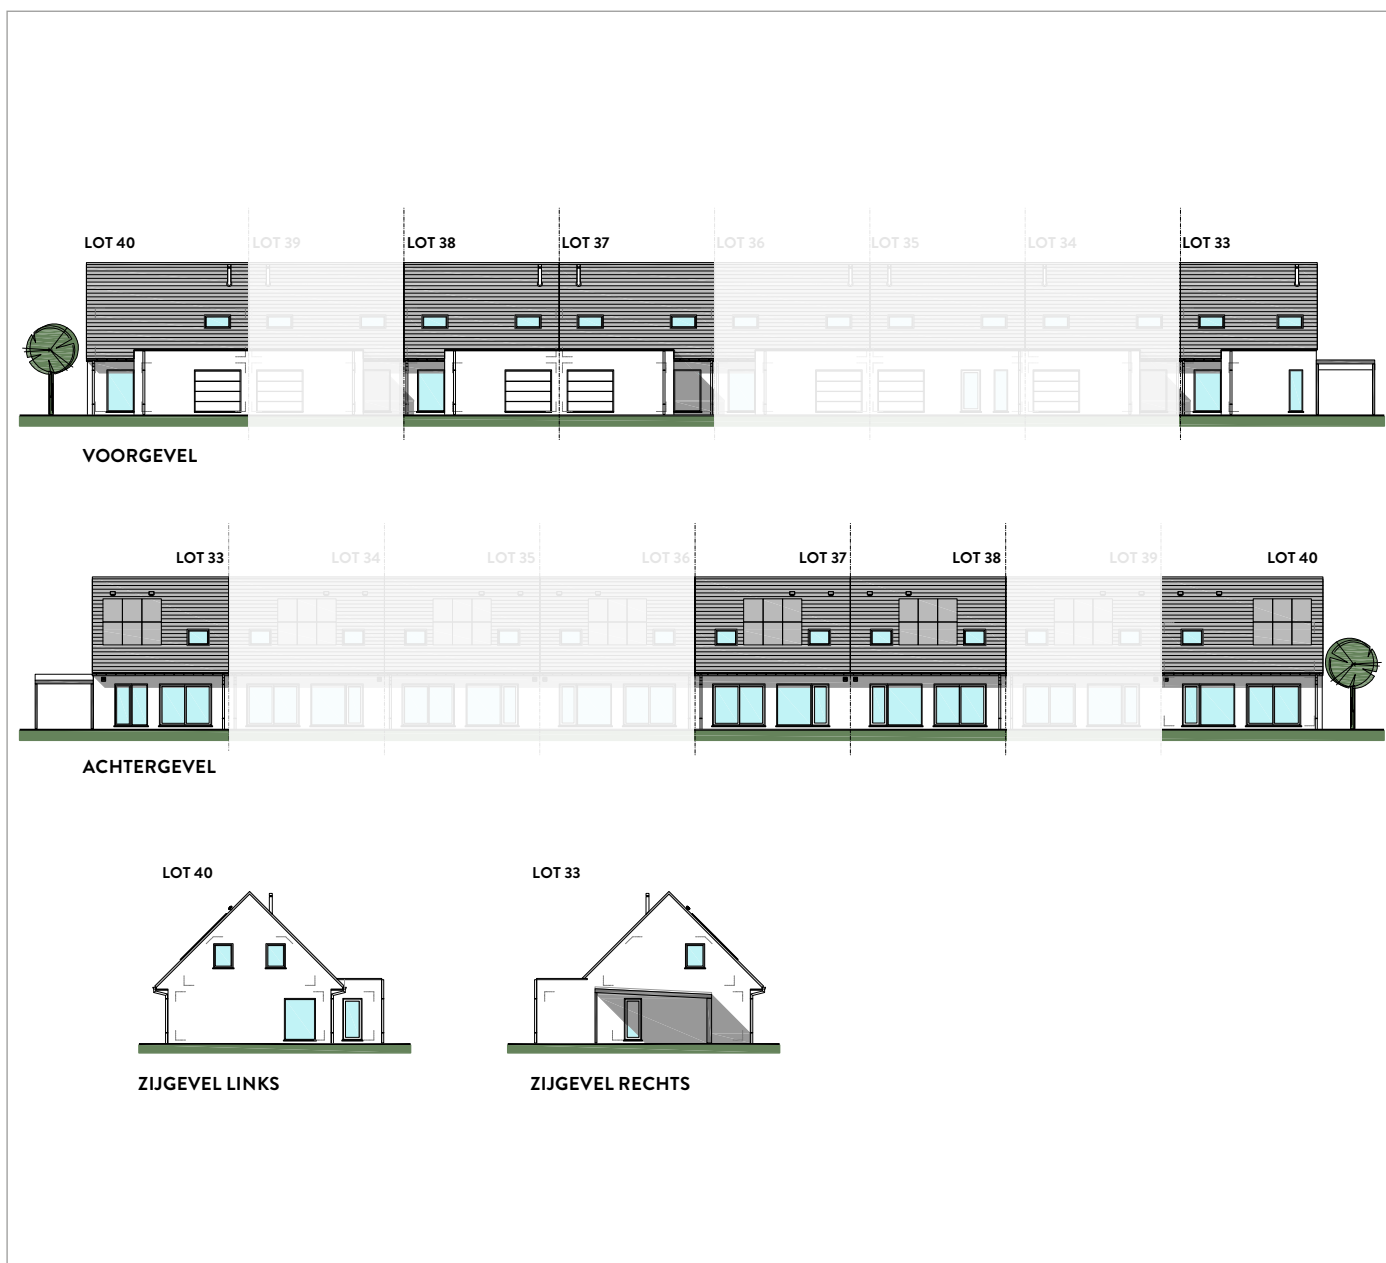 LOT 40 LOT 39 LOT 38 LOT 37 LOT 36 LOT 35 LOT 34 LOT 33
VOORGEVEL
LOT 33 LOT 34 LOT 35 LOT 36 LOT 37 LOT 38 LOT 39 LOT 40
ACHTERGEVEL
LOT 40 LOT 33
ZIJGEVEL LINKS ZIJGEVEL RECHTS